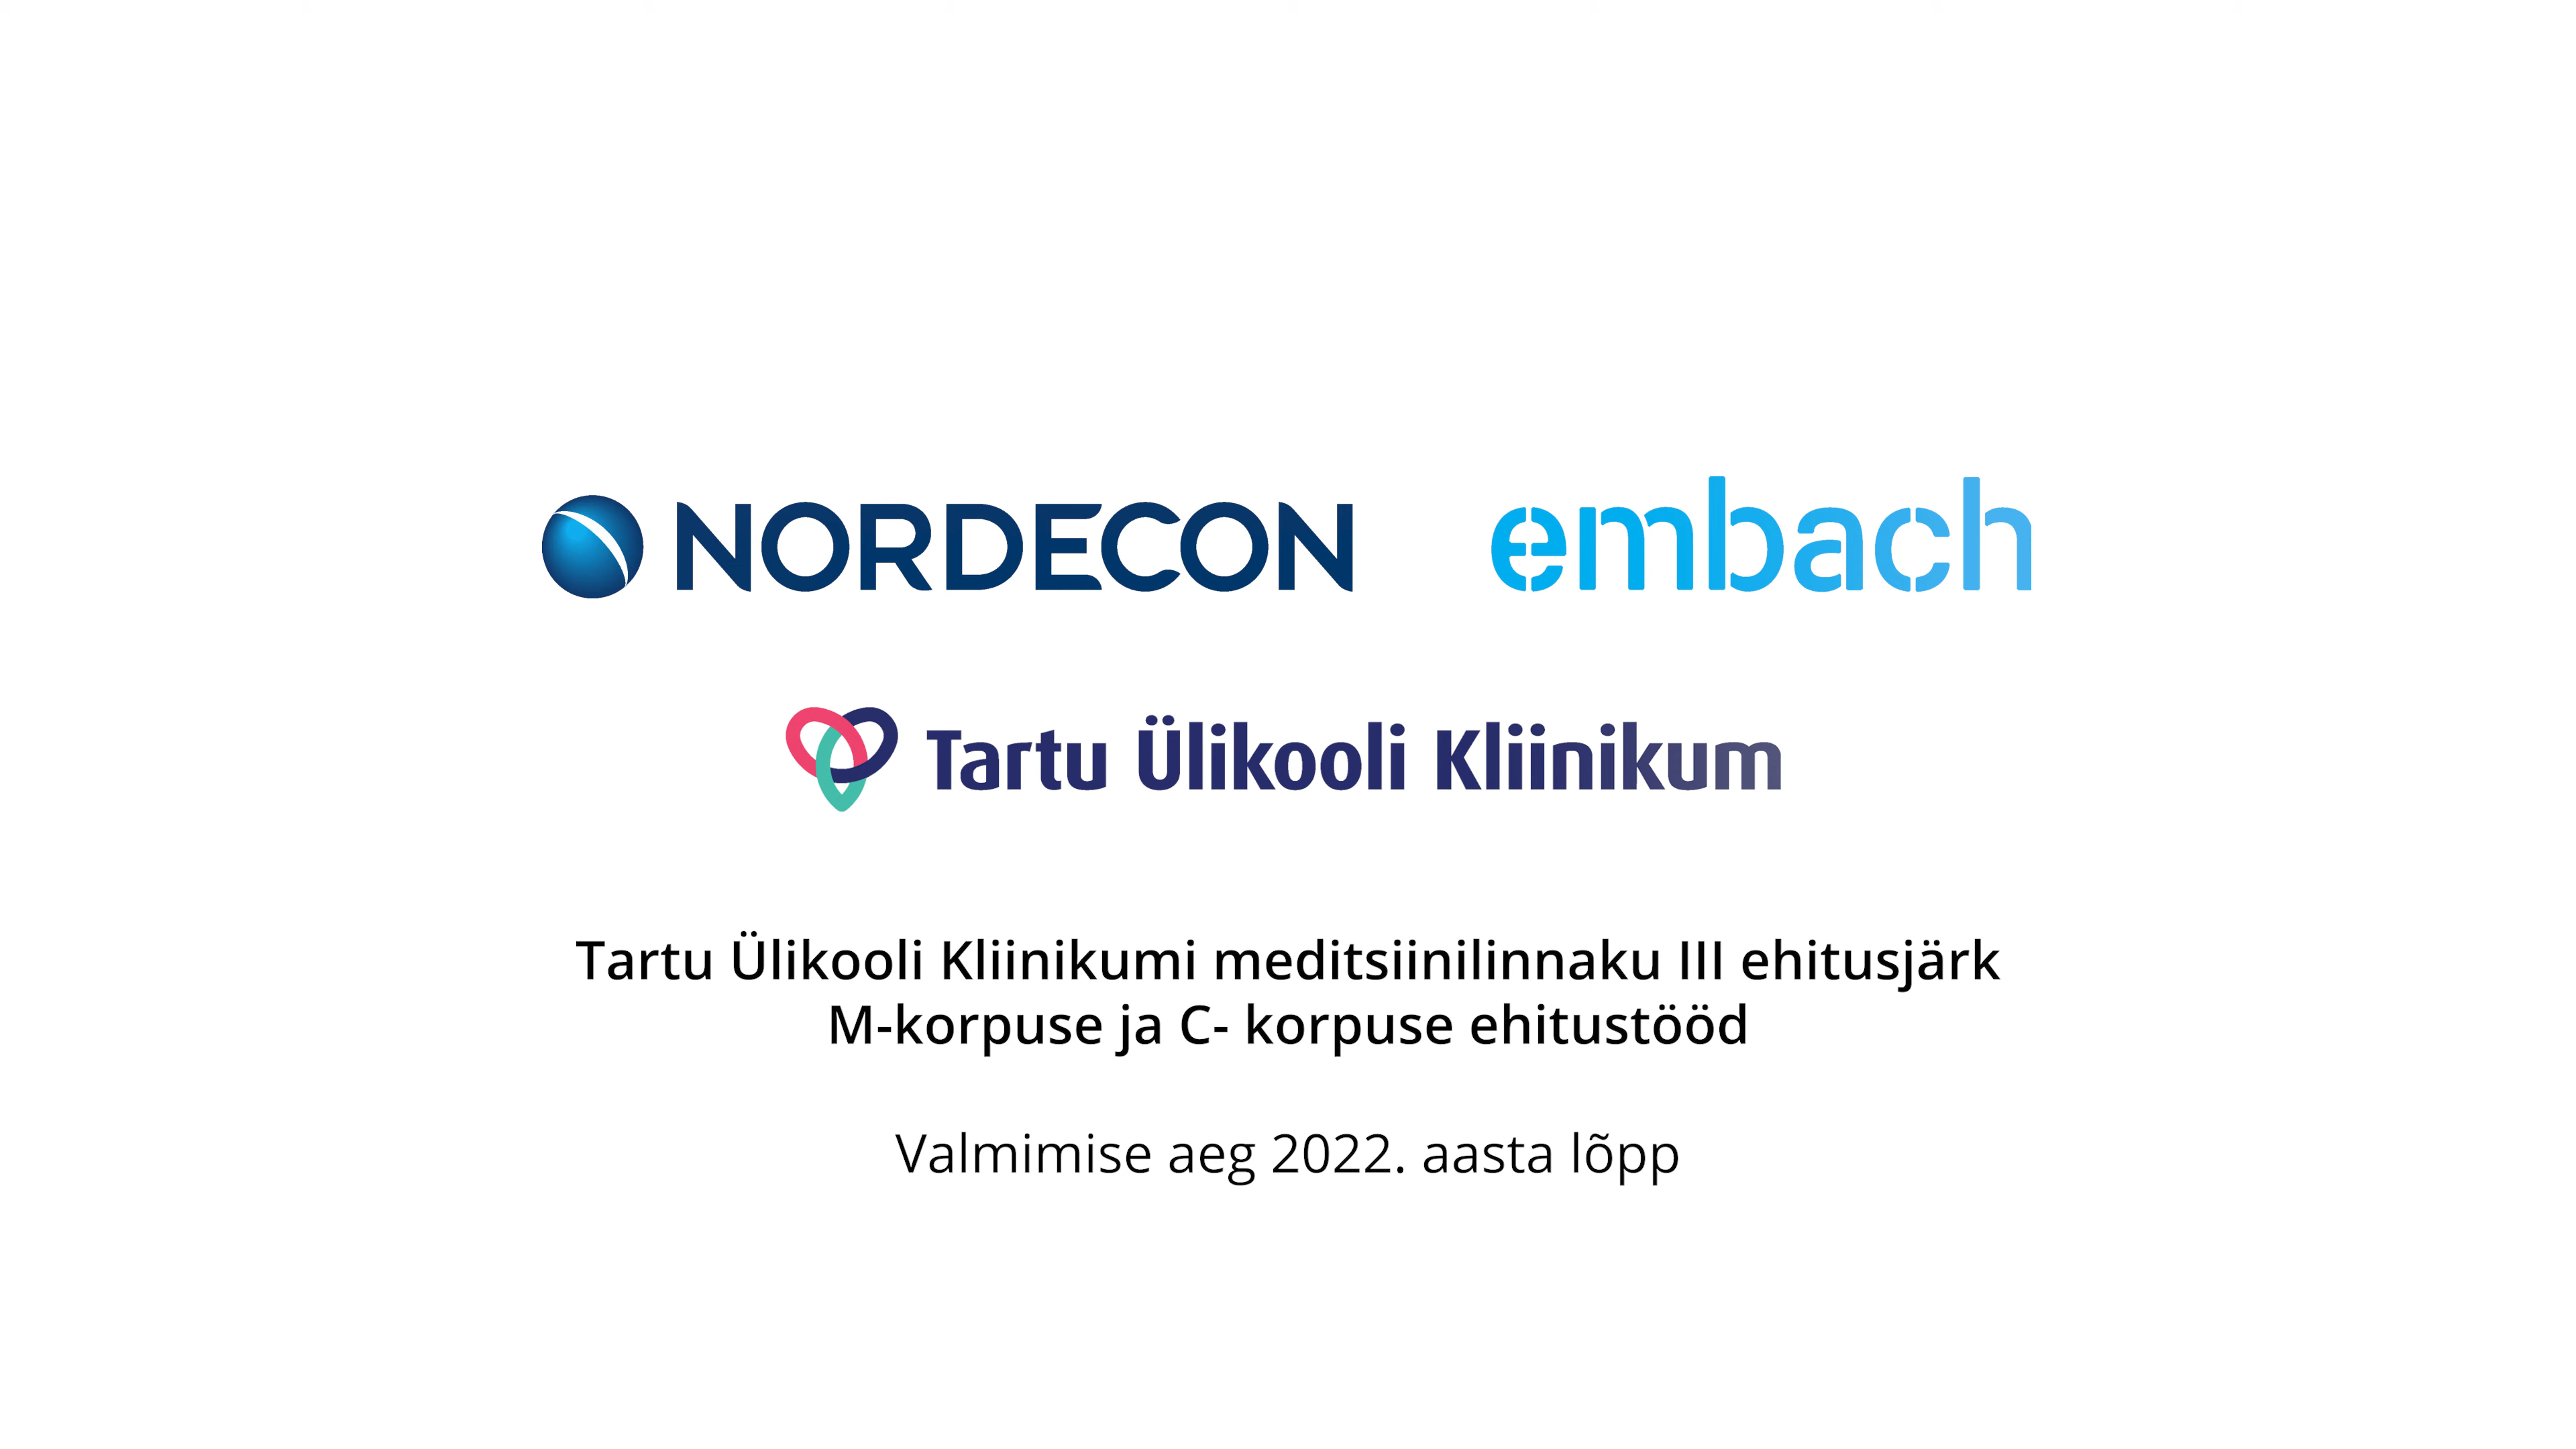 NORDECON
embach
Tartu Ülikooli Kliinikum
Tartu Ülikooli Kliinikumi meditsiinilinnaku III ehitusjärk
M-korpuse ja C- korpuse ehitustööd
Valmimise aeg 2022. aasta lõpp